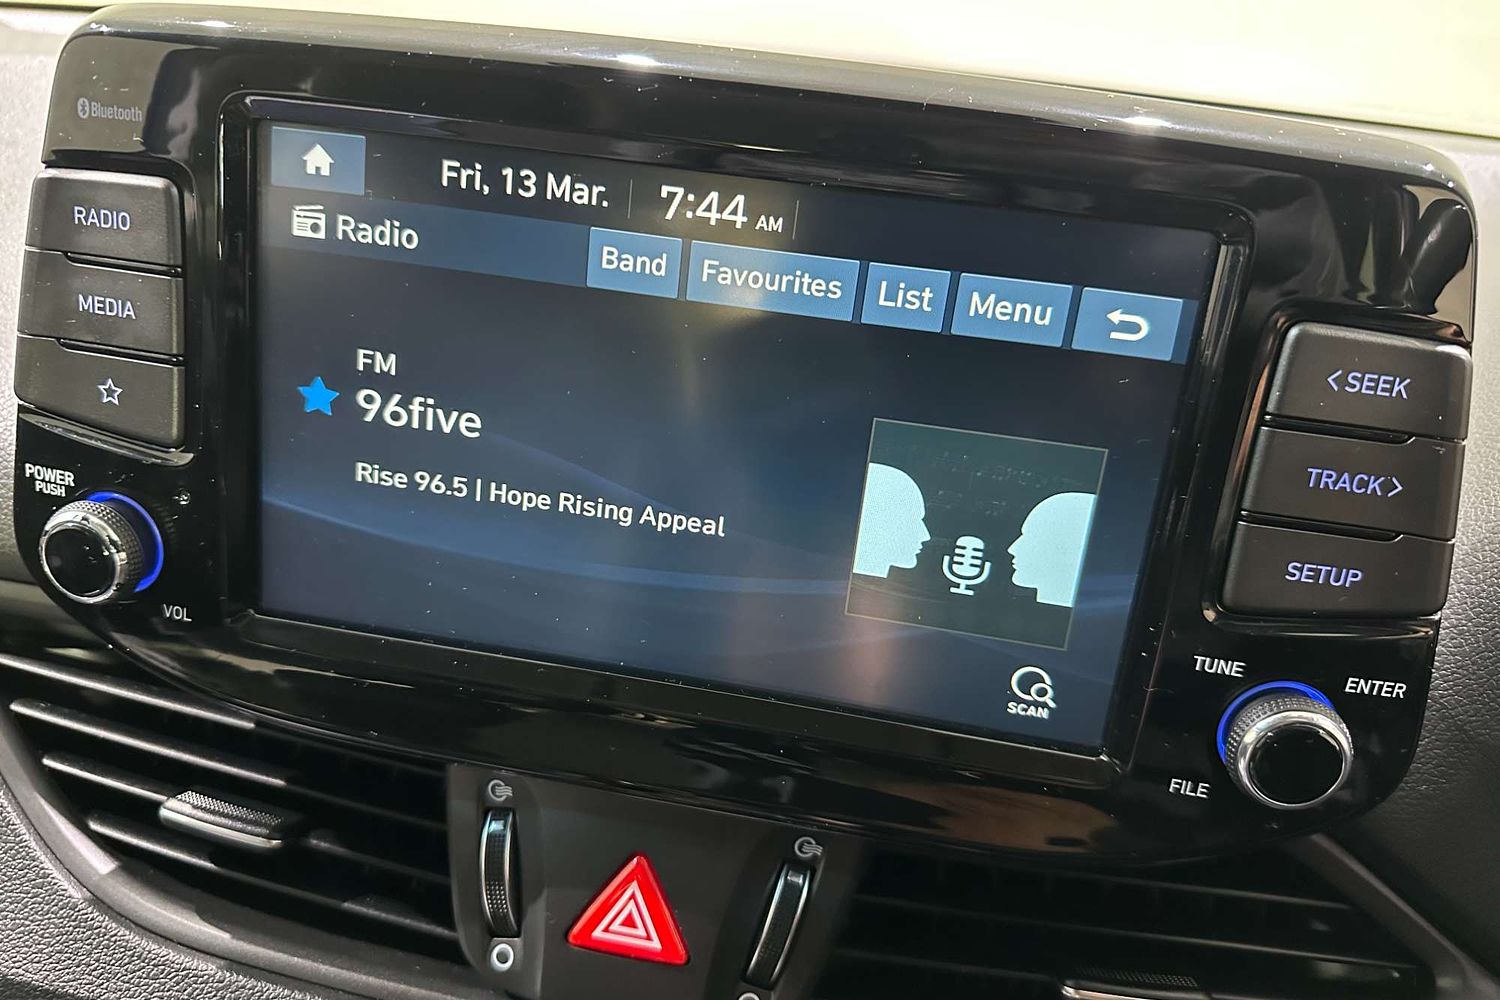 Bluetooth
RADIO
MEDIA
POWER
PUSH
VOL
Fri, 13 Mar.
7:44 AM
Radio
Band
Favourites
List
Menu
FM
96five
Rise 96.5 | Hope Rising Appeal
SCAN
< SEEK
TRACK >
SETUP
TUNE
ENTER
FILE